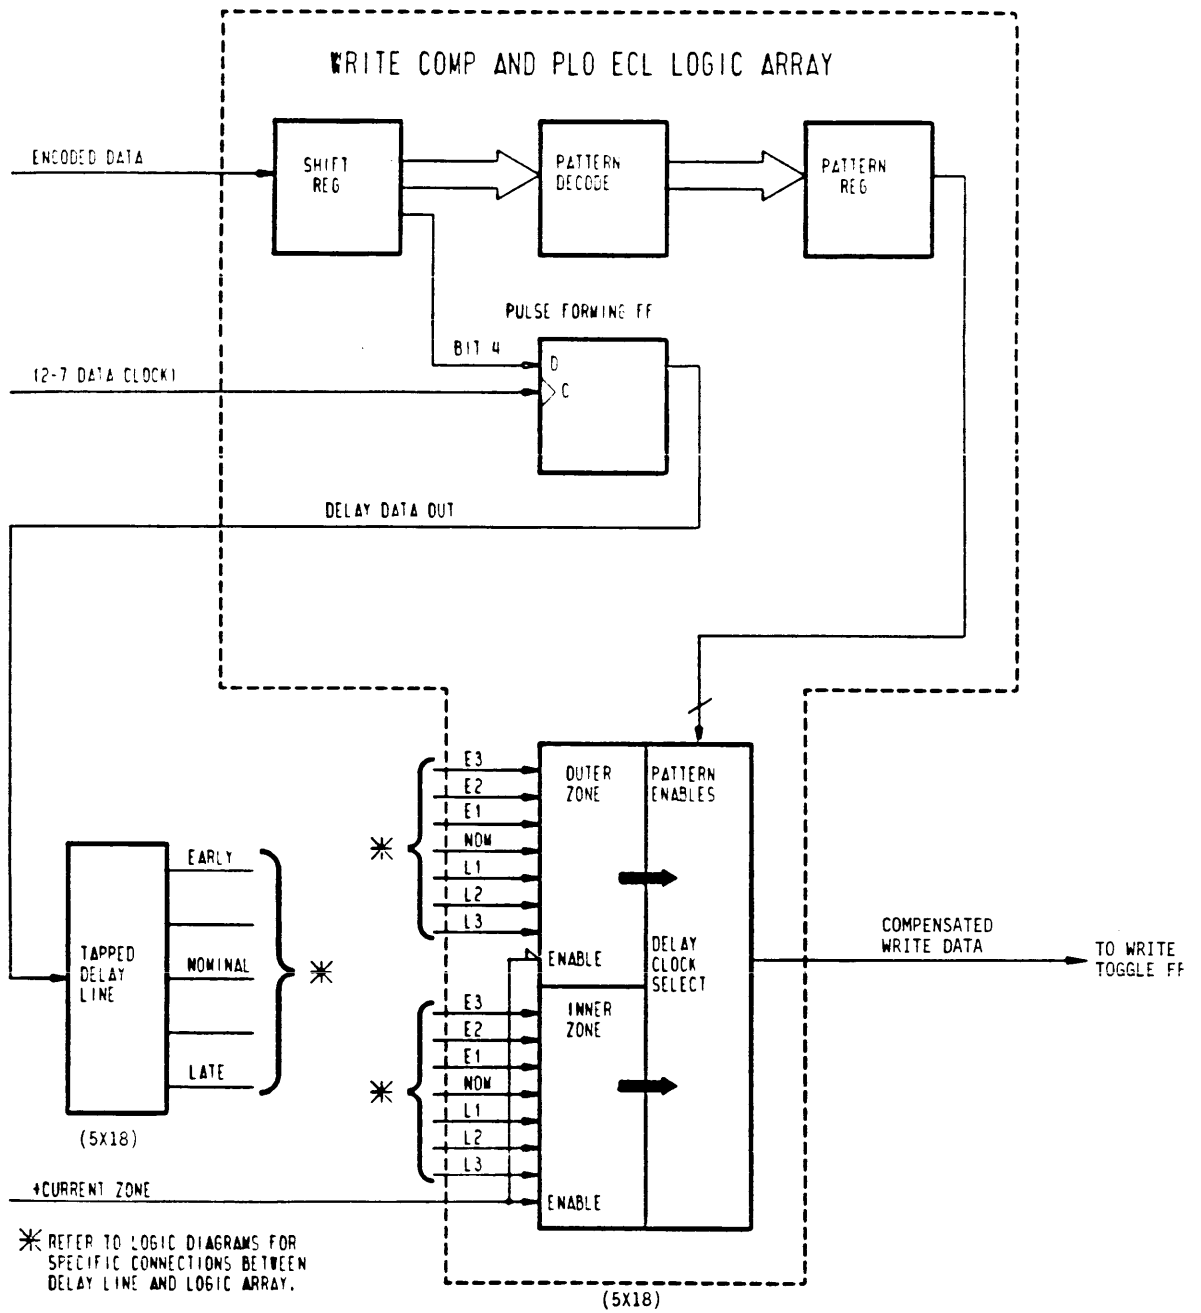 WRITE COMP AND PLO ECL LOGIC ARRAY
ENCODED DATA
SHIFT
REG
PATTERN
DECODE
PATTERN
REG
PULSE FORMING FF
BIT 4
D
(2-7 DATA CLOCK)
C
DELAY DATA OUT
E3
E2
E1
NOM
L1
L2
L3
OUTER
ZONE
PATTERN
ENABLES
ENABLE
DELAY
CLOCK
SELECT
COMPENSATED
WRITE DATA
TO WRITE
TOGGLE FF
TAPPED
DELAY
LINE
EARLY
NOMINAL
LATE
(5X18)
E3
E2
E1
NOM
L1
L2
L3
INNER
ZONE
ENABLE
+CURRENT ZONE
REFER TO LOGIC DIAGRAMS FOR
SPECIFIC CONNECTIONS BETWEEN
DELAY LINE AND LOGIC ARRAY.
(5X18)